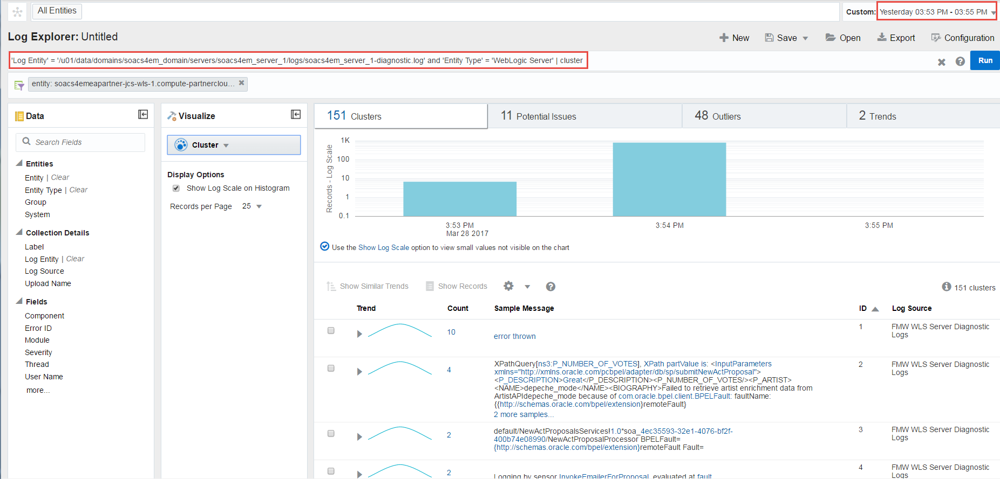 All Entities
Custom: Yesterday 03:53 PM - 03:55 PM
Log Explorer: Untitled
New Save Open Export Configuration
'Log Entity' = '/u01/data/domains/soacs4em_domain/servers/soacs4em_server_1/logs/soacs4em_server_1-diagnostic.log' and 'Entity Type' = 'WebLogic Server' | cluster
Run
entity: soacs4emeapartner-jcs-wls-1.compute-partnerclou...
Data
Search Fields
Entities
Entity | Clear
Entity Type | Clear
Group
System
Collection Details
Label
Log Entity | Clear
Log Source
Upload Name
Fields
Component
Error ID
Module
Severity
Thread
User Name
more...
Visualize
Cluster
Display Options
Show Log Scale on Histogram
Records per Page 25
151 Clusters
11 Potential Issues
48 Outliers
2 Trends
Records - Log Scale
1K
100
10
1
0.1
3:53 PM
Mar 28 2017
3:54 PM
3:55 PM
Use the Show Log Scale option to view small values not visible on the chart
Show Similar Trends Show Records
151 clusters
Trend Count Sample Message ID Log Source
10
error thrown
1
FMW WLS Server Diagnostic
Logs
4
XPathQuery[ns3:P_NUMBER_OF_VOTES], XPath partValue is: <InputParameters
xmlns="http://xmlns.oracle.com/pcbpel/adapter/db/sp/submitNewActProposal">
<P_DESCRIPTION>Great</P_DESCRIPTION><P_NUMBER_OF_VOTES/><P_ARTIST>
<NAME>depeche_mode</NAME><BIOGRAPHY>Failed to retrieve artist enrichment data from
ArtistAPIdepeche_mode because of com.oracle.bpel.client.BPELFault: faultName:
{{http://schemas.oracle.com/bpel/extension}remoteFault}
2 more samples...
2
FMW WLS Server Diagnostic
Logs
2
default/NewActProposalsServices!1.0*soa_4ec35593-32e1-4076-bf2f-
400b74e08990/NewActProposalProcessor BPELFault=
{http://schemas.oracle.com/bpel/extension}remoteFault Fault=
3
FMW WLS Server Diagnostic
Logs
2
Logging by sensor InvokeEmailerForProposal, evaluated at fault
4
FMW WLS Server Diagnostic
Logs